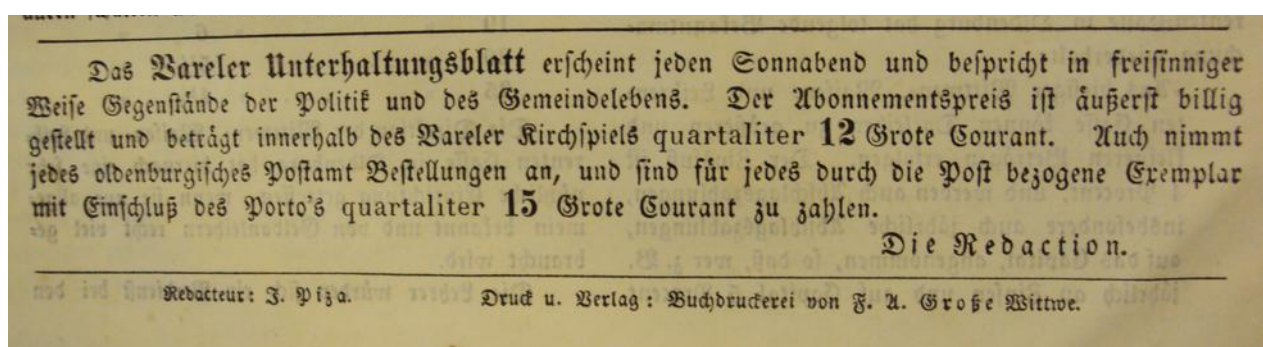 Das Vareler Unterhaltungsblatt erscheint jeden Sonnabend und bespricht in freisinniger
Weise Gegenstände der Politik und des Gemeindelebens. Der Abonnementspreis ist äußerst billig
gestellt und beträgt innerhalb des Vareler Kirchspiels quartaliter 12 Grote Courant. Auch nimmt
jedes oldenburgisches Postamt Bestellungen an, und sind für jedes durch die Post bezogene Exemplar
mit Einschluß des Porto's quartaliter 15 Grote Courant zu zahlen.
Die Redaction.
Redacteur: J. Piza. Druck u. Verlag: Buchdruckerei von F. A. Große Wittwe.